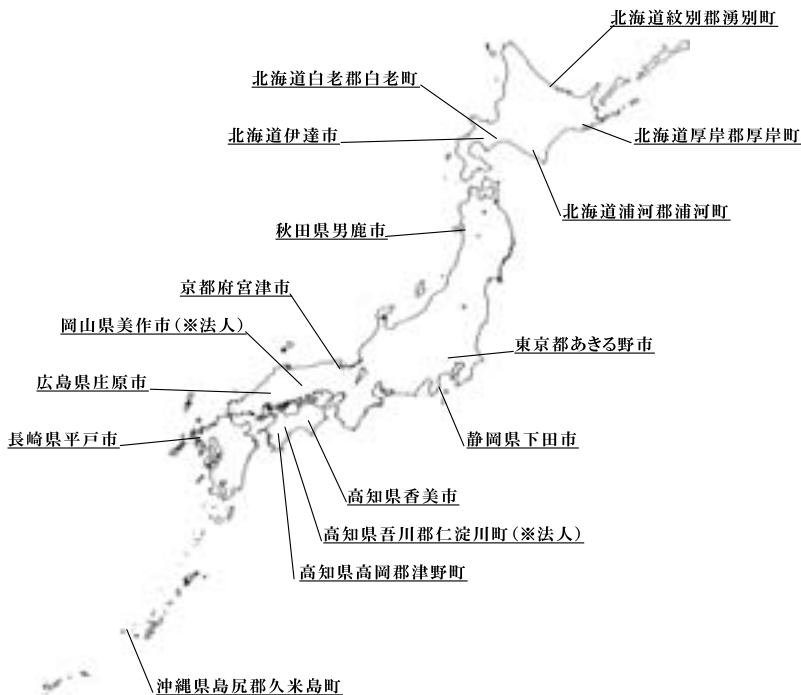 北海道紋別郡湧別町
北海道白老郡白老町
北海道伊達市
北海道厚岸郡厚岸町
北海道浦河郡浦河町
秋田県男鹿市
京都府宮津市
岡山県美作市（※法人）
東京都あきる野市
広島県庄原市
長崎県平戸市
静岡県下田市
高知県香美市
高知県吾川郡仁淀川町（※法人）
高知県高岡郡津野町
沖縄県島尻郡久米島町